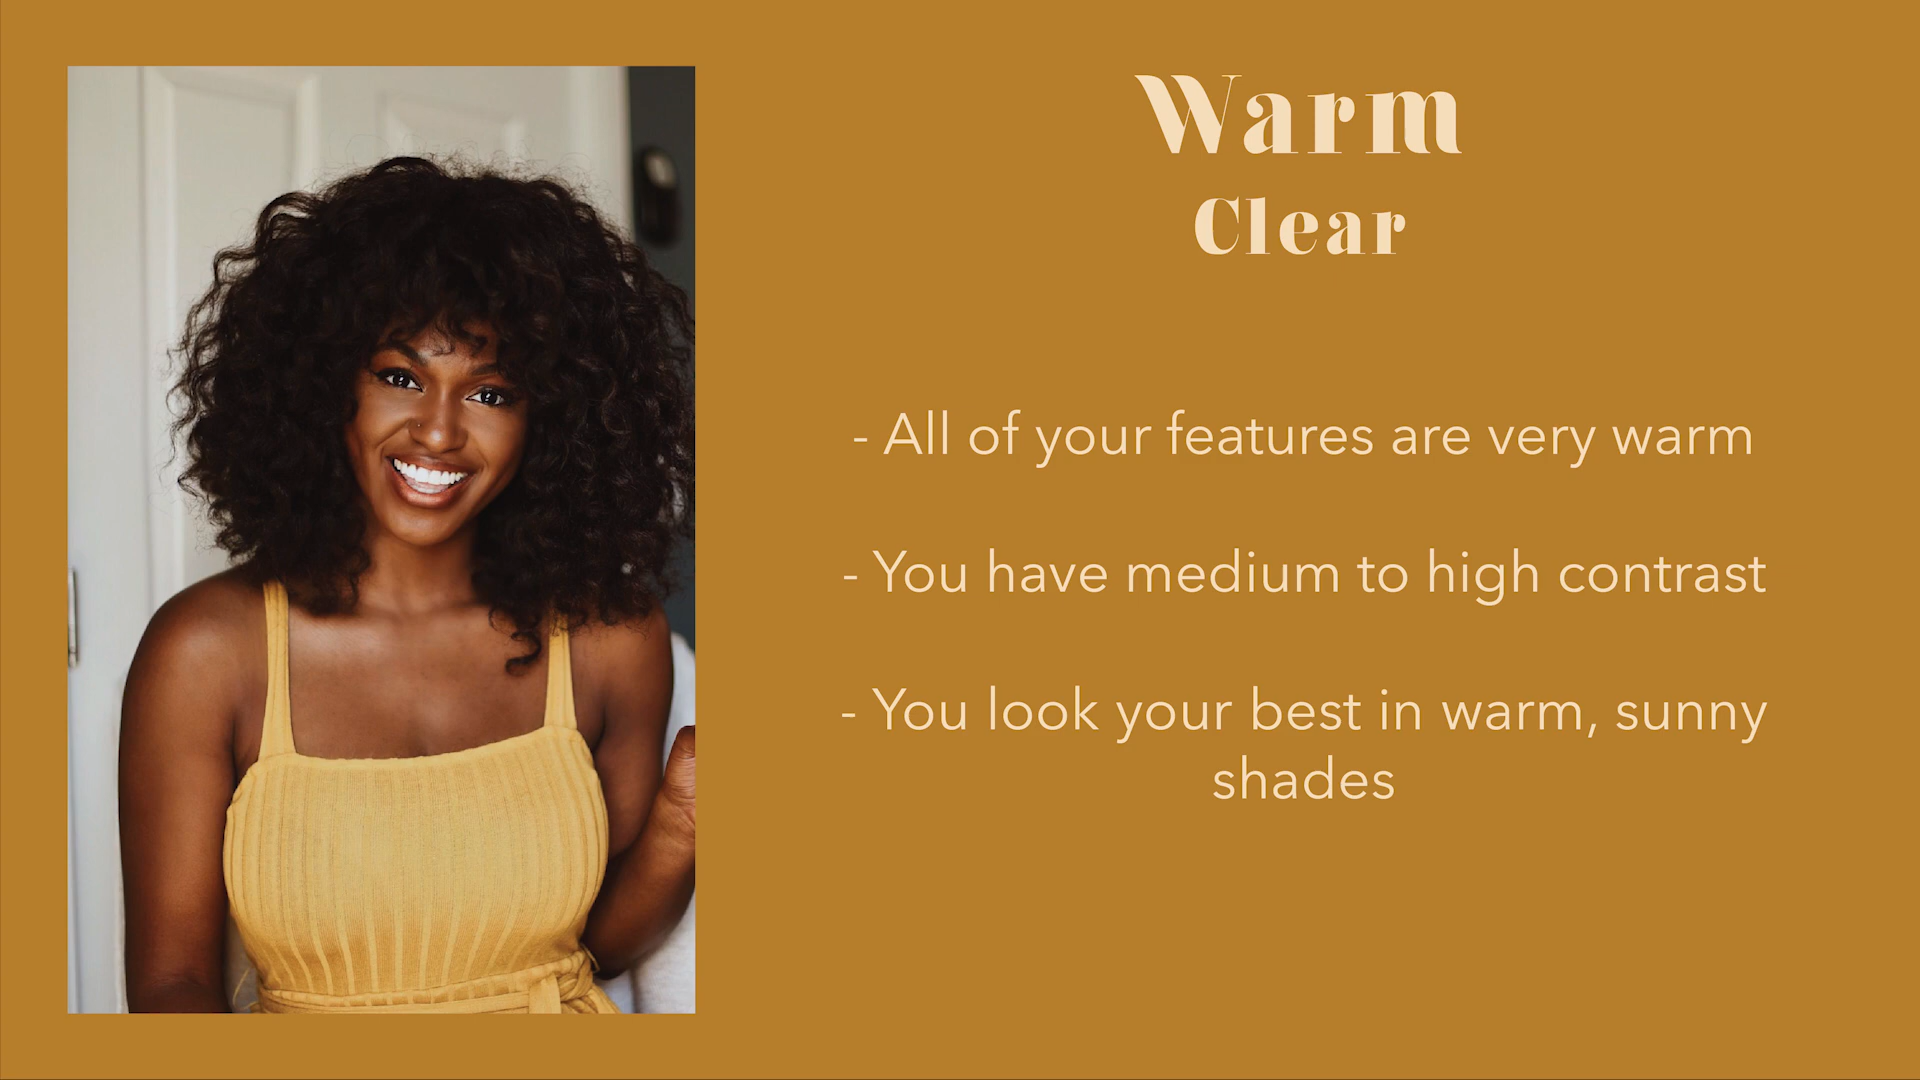 Warm
Clear
- All of your features are very warm
- You have medium to high contrast
- You look your best in warm, sunny
shades